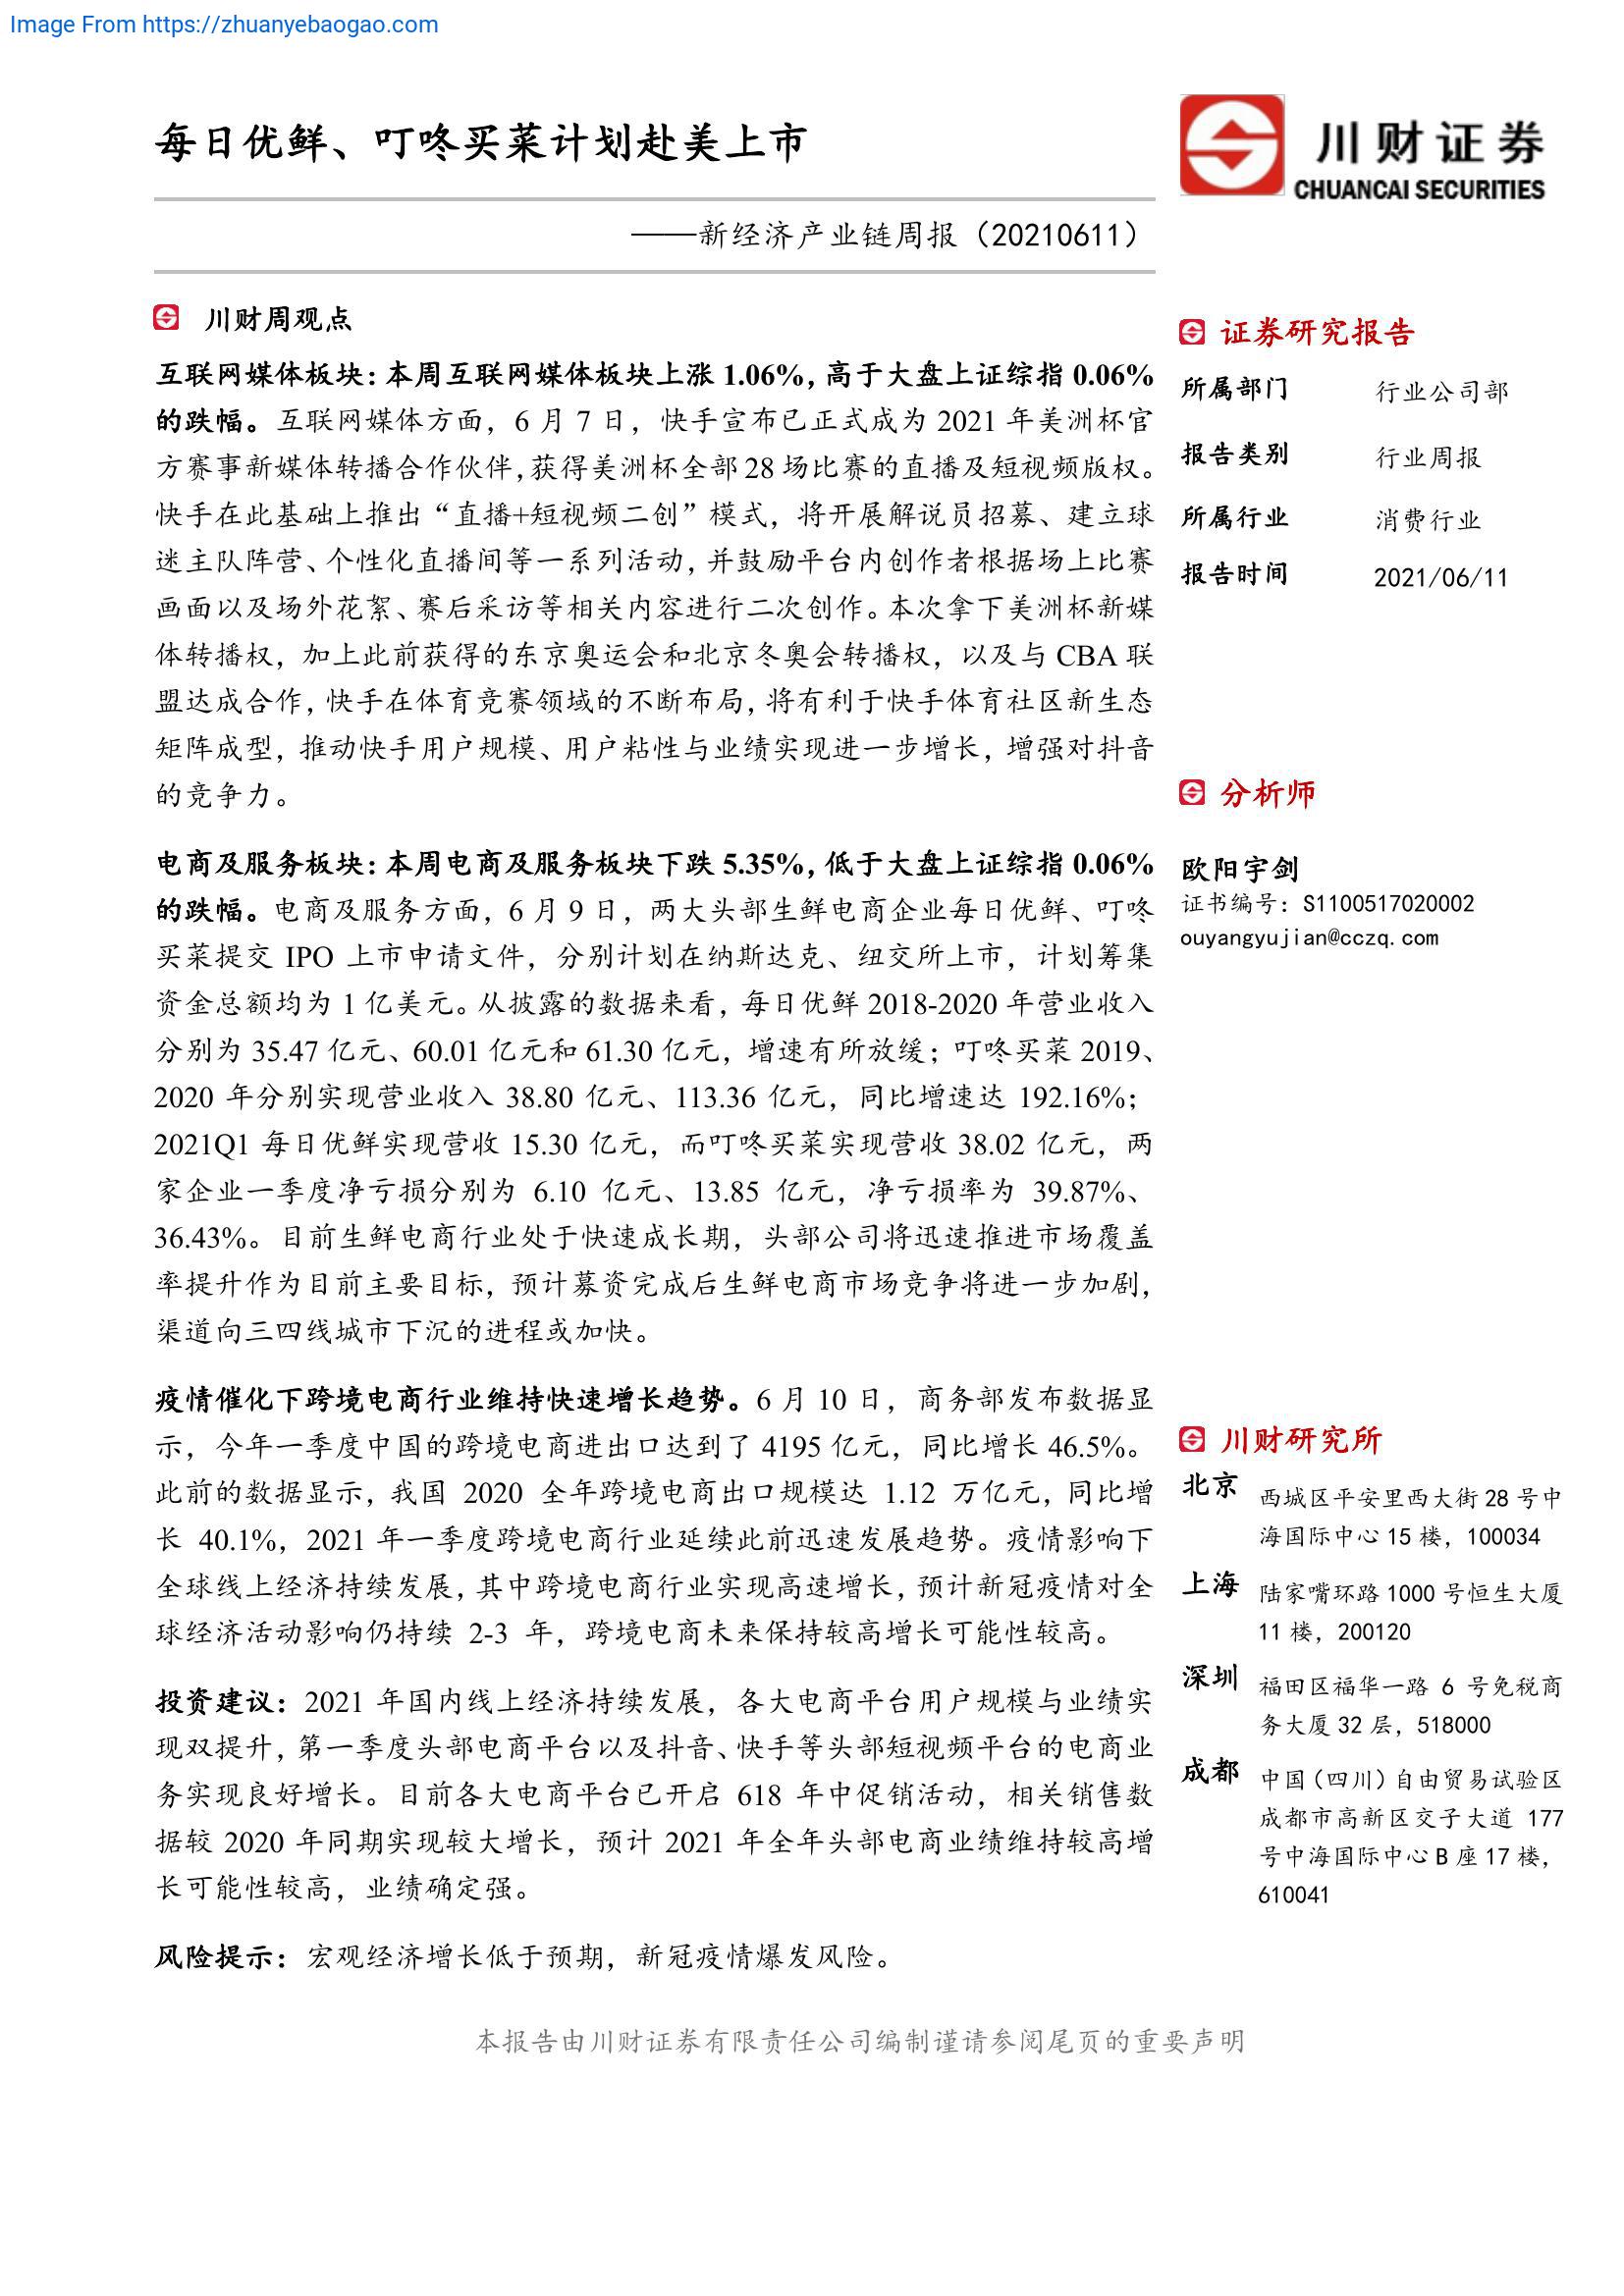 Image From https://zhuanyebaogao.com
每日优鲜、叮咚买菜计划赴美上市
——新经济产业链周报（20210611）
川财证券
CHUANCAI SECURITIES
川财周观点
互联网媒体板块：本周互联网媒体板块上涨 1.06%，高于大盘上证综指 0.06%
的跌幅。互联网媒体方面，6 月 7 日，快手宣布已正式成为 2021 年美洲杯官
方赛事新媒体转播合作伙伴，获得美洲杯全部 28 场比赛的直播及短视频版权。
快手在此基础上推出“直播+短视频二创”模式，将开展解说员招募、建立球
迷主队阵营、个性化直播间等一系列活动，并鼓励平台内创作者根据场上比赛
画面以及场外花絮、赛后采访等相关内容进行二次创作。本次拿下美洲杯新媒
体转播权，加上此前获得的东京奥运会和北京冬奥会转播权，以及与 CBA 联
盟达成合作，快手在体育竞赛领域的不断布局，将有利于快手体育社区新生态
矩阵成型，推动快手用户规模、用户粘性与业绩实现进一步增长，增强对抖音
的竞争力。
电商及服务板块：本周电商及服务板块下跌 5.35%，低于大盘上证综指 0.06%
的跌幅。电商及服务方面，6 月 9 日，两大头部生鲜电商企业每日优鲜、叮咚
买菜提交 IPO 上市申请文件，分别计划在纳斯达克、纽交所上市，计划筹集
资金总额均为 1 亿美元。从披露的数据来看，每日优鲜 2018-2020 年营业收入
分别为 35.47 亿元、60.01 亿元和 61.30 亿元，增速有所放缓；叮咚买菜 2019、
2020 年分别实现营业收入 38.80 亿元、113.36 亿元，同比增速达 192.16%；
2021Q1 每日优鲜实现营收 15.30 亿元，而叮咚买菜实现营收 38.02 亿元，两
家企业一季度净亏损分别为 6.10 亿元、13.85 亿元，净亏损率为 39.87%、
36.43%。目前生鲜电商行业处于快速成长期，头部公司将迅速推进市场覆盖
率提升作为目前主要目标，预计募资完成后生鲜电商市场竞争将进一步加剧，
渠道向三四线城市下沉的进程或加快。
疫情催化下跨境电商行业维持快速增长趋势。6 月 10 日，商务部发布数据显
示，今年一季度中国的跨境电商进出口达到了 4195 亿元，同比增长 46.5%。
此前的数据显示，我国 2020 全年跨境电商出口规模达 1.12 万亿元，同比增
长 40.1%，2021 年一季度跨境电商行业延续此前迅速发展趋势。疫情影响下
全球线上经济持续发展，其中跨境电商行业实现高速增长，预计新冠疫情对全
球经济活动影响仍持续 2-3 年，跨境电商未来保持较高增长可能性较高。
投资建议：2021 年国内线上经济持续发展，各大电商平台用户规模与业绩实
现双提升，第一季度头部电商平台以及抖音、快手等头部短视频平台的电商业
务实现良好增长。目前各大电商平台已开启 618 年中促销活动，相关销售数
据较 2020 年同期实现较大增长，预计 2021 年全年头部电商业绩维持较高增
长可能性较高，业绩确定强。
风险提示：宏观经济增长低于预期，新冠疫情爆发风险。
证券研究报告
所属部门 行业公司部
报告类别 行业周报
所属行业 消费行业
报告时间 2021/06/11
分析师
欧阳宇剑
证书编号：S1100517020002
ouyangyujian@cczq.com
川财研究所
北京 西城区平安里西大街 28 号中
海国际中心 15 楼，100034
上海 陆家嘴环路 1000 号恒生大厦
11 楼，200120
深圳 福田区福华一路 6 号免税商
务大厦 32 层，518000
成都 中国（四川）自由贸易试验区
成都市高新区交子大道 177
号中海国际中心 B 座 17 楼，
610041
本报告由川财证券有限责任公司编制谨请参阅尾页的重要声明